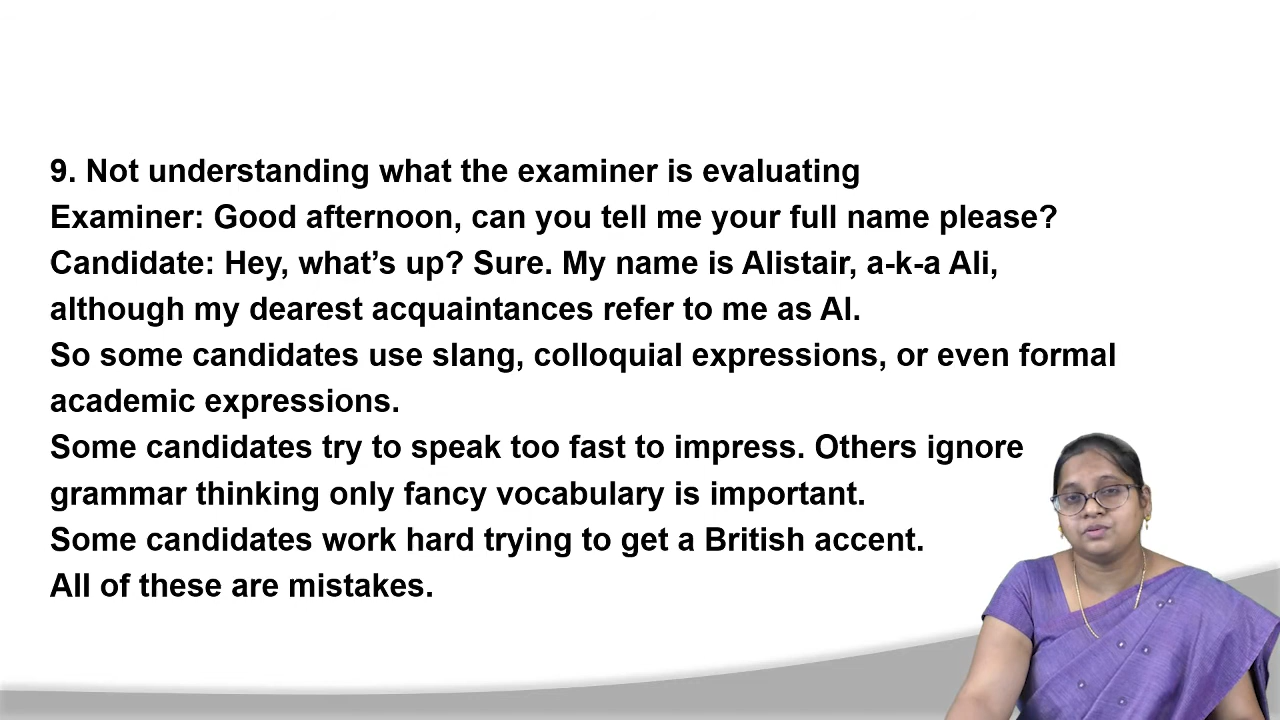 9. Not understanding what the examiner is evaluating
Examiner: Good afternoon, can you tell me your full name please?
Candidate: Hey, what’s up? Sure. My name is Alistair, a-k-a Ali,
although my dearest acquaintances refer to me as Al.
So some candidates use slang, colloquial expressions, or even formal
academic expressions.
Some candidates try to speak too fast to impress. Others ignore
grammar thinking only fancy vocabulary is important.
Some candidates work hard trying to get a British accent.
All of these are mistakes.